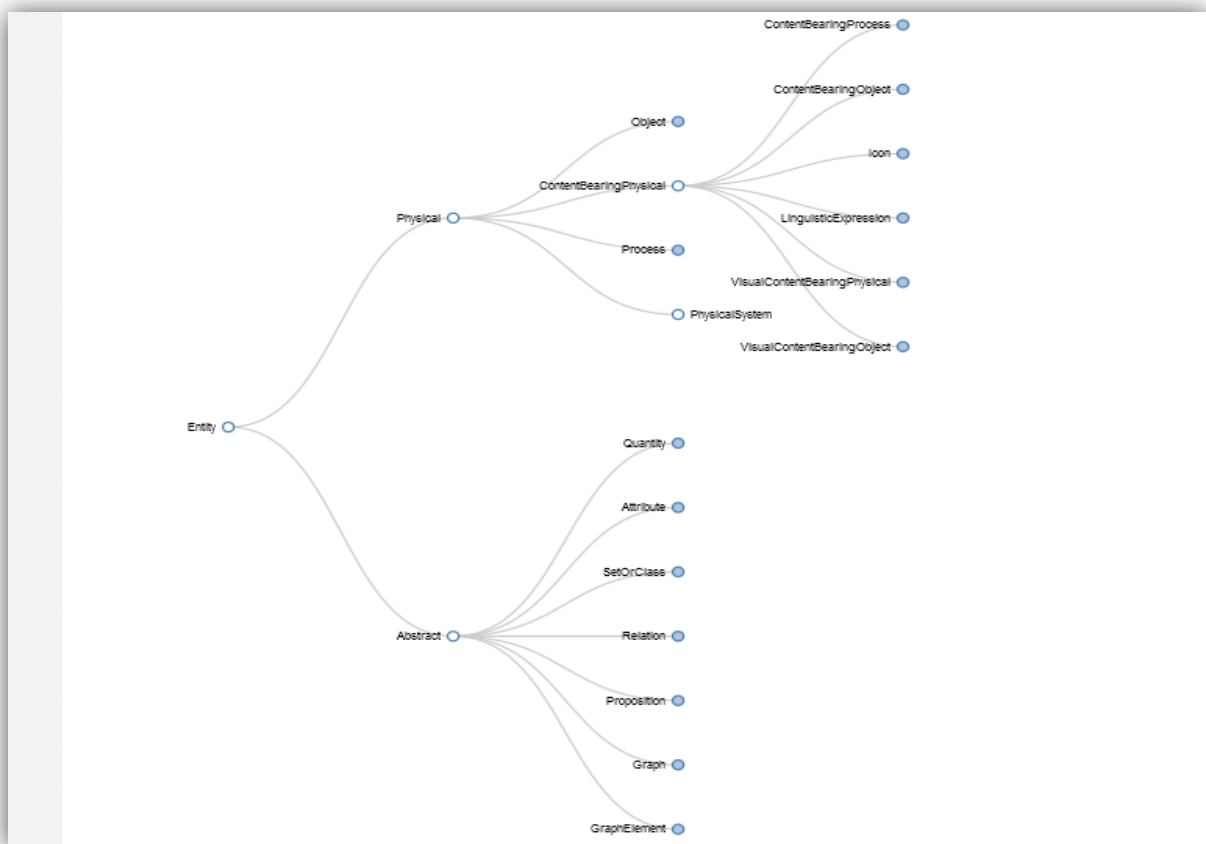 ContentBearingProcess
ContentBearingObject
Object
Icon
ContentBearingPhysical
Physical
LinguisticExpression
Process
VisualContentBearingPhysical
PhysicalSystem
VisualContentBearingObject
Entity
Quantity
Attribute
SetOrClass
Abstract
Relation
Proposition
Graph
GraphElement